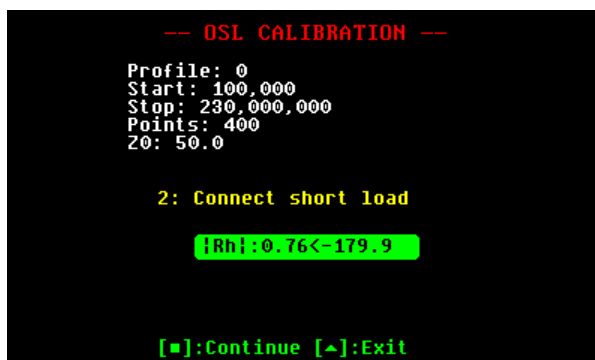 -- OSL CALIBRATION --
Profile: 0
Start: 100,000
Stop: 230,000,000
Points: 400
Z0: 50.0
2: Connect short load
¦Rh¦:0.76<-179.9
[■]:Continue [▲]:Exit